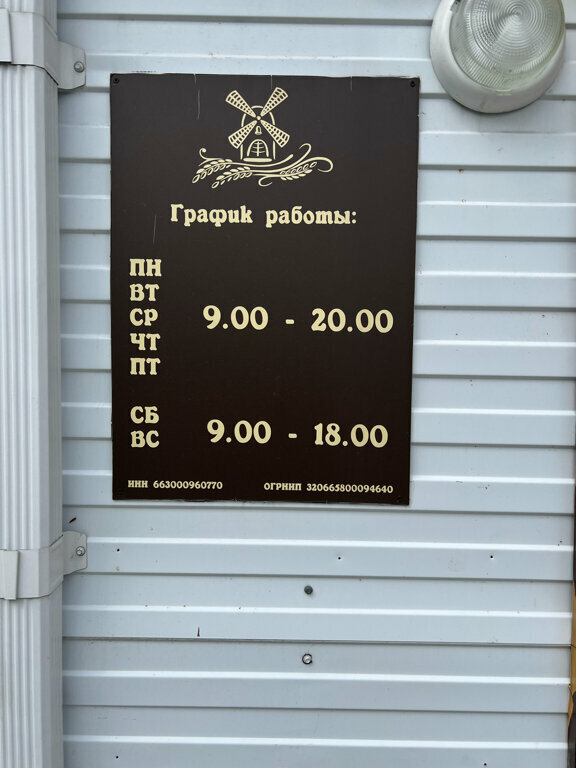 График работы:
ПН
ВТ
СР 9.00 - 20.00
ЧТ
ПТ
СБ
ВС 9.00 - 18.00
ИНН 663000960770 ОГРНИП 320665800094640